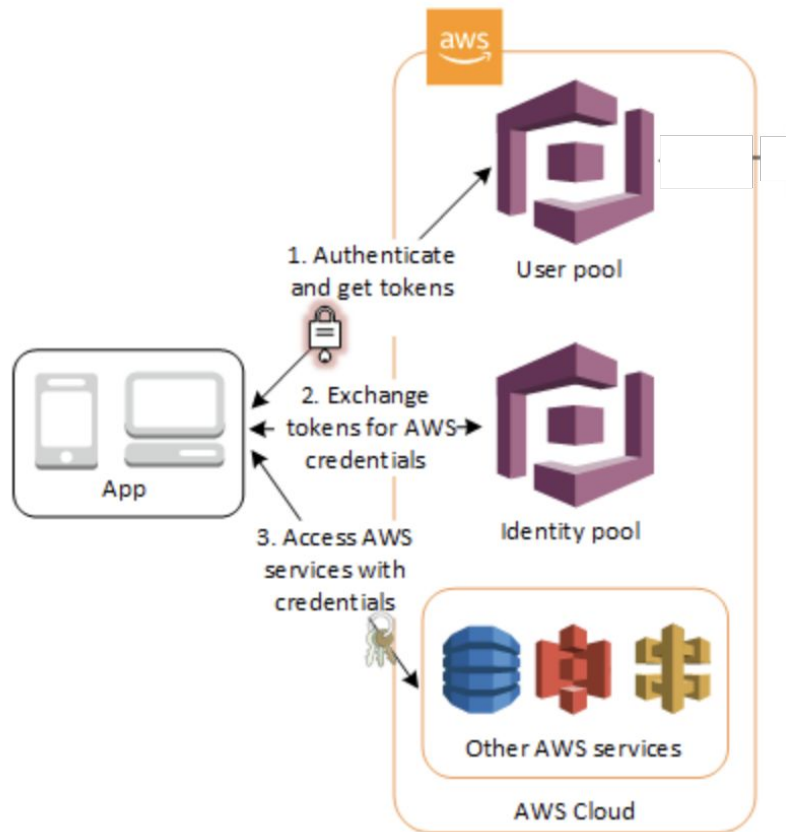 aws
1. Authenticate
and get tokens
User pool
2. Exchange
tokens for AWS
credentials
App
Identity pool
3. Access AWS
services with
credentials
Other AWS services
AWS Cloud